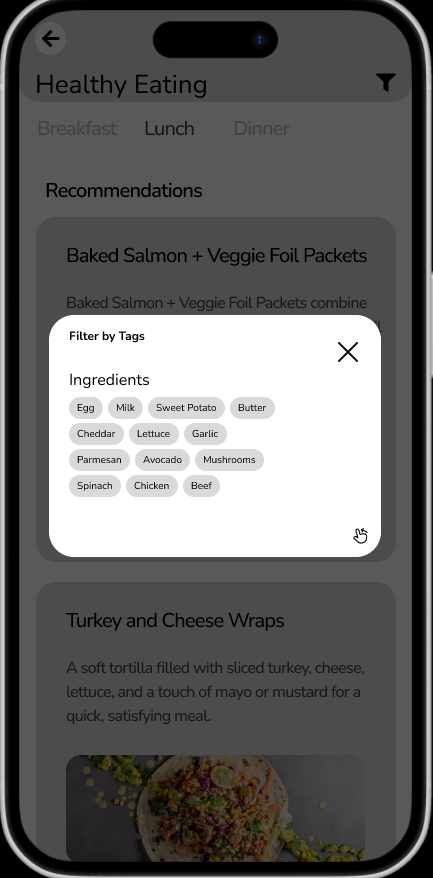 Healthy Eating
Breakfast Lunch Dinner
Recommendations
Baked Salmon + Veggie Foil Packets
Baked Salmon + Veggie Foil Packets combine
Filter by Tags
Ingredients
Egg Milk Sweet Potato Butter
Cheddar Lettuce Garlic
Parmesan Avocado Mushrooms
Spinach Chicken Beef
Turkey and Cheese Wraps
A soft tortilla filled with sliced turkey, cheese,
lettuce, and a touch of mayo or mustard for a
quick, satisfying meal.